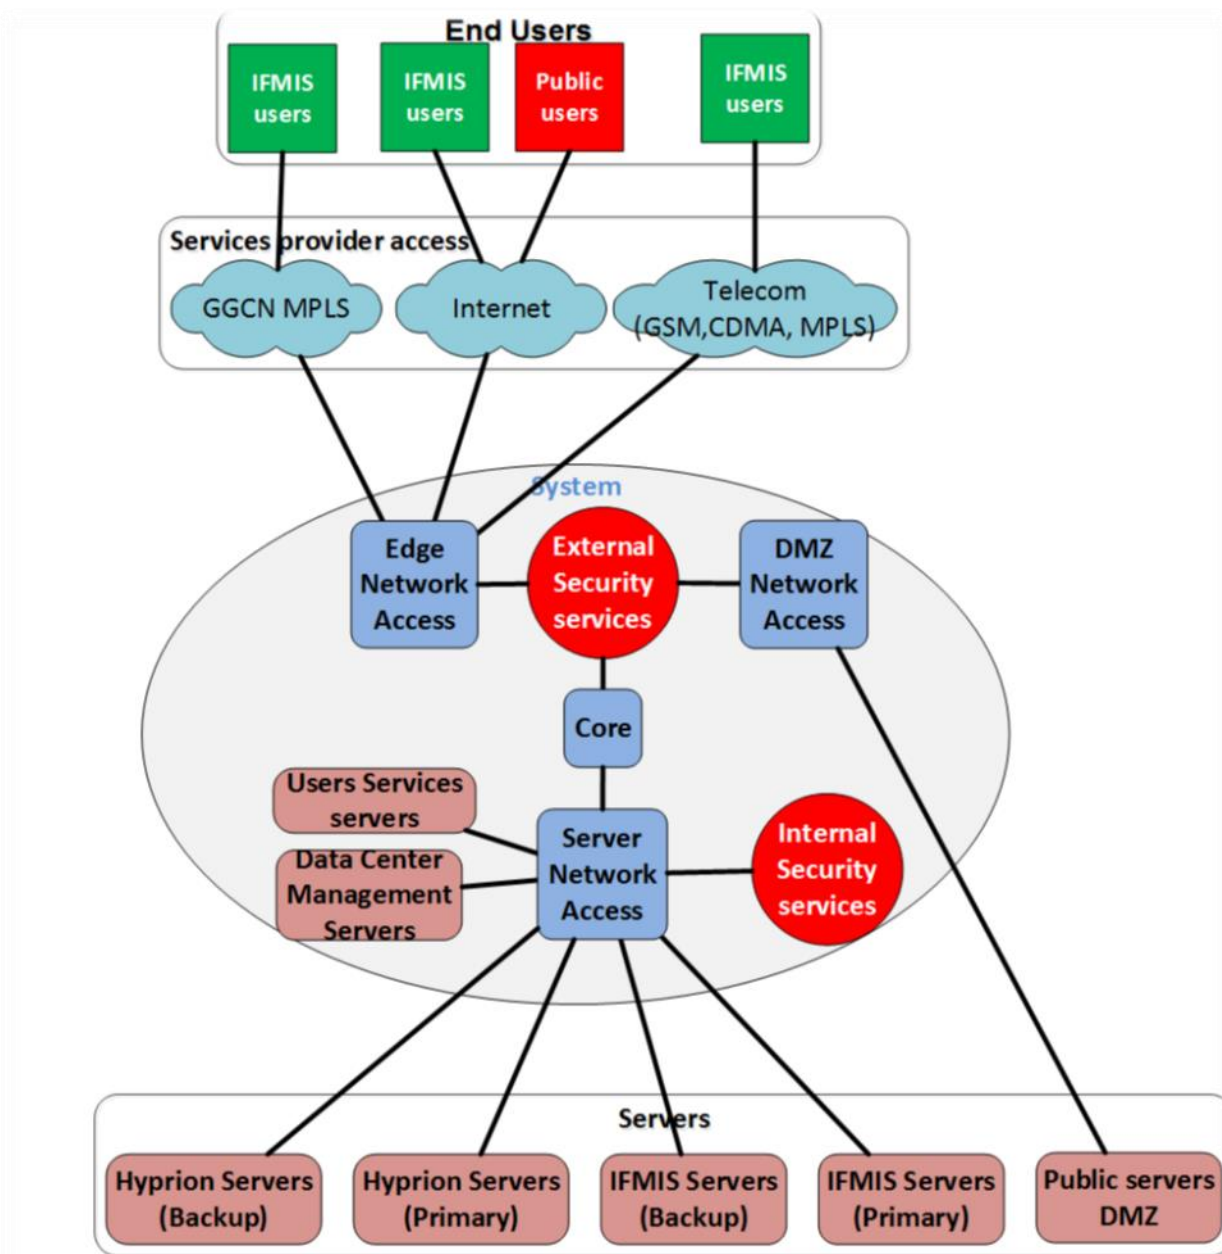 End Users
IFMIS
users
IFMIS
users
Public
users
IFMIS
users
Services provider access
GGCN MPLS
Internet
Telecom
(GSM,CDMA, MPLS)
System
Edge
Network
Access
External
Security
services
DMZ
Network
Access
Core
Users Services
servers
Data Center
Management
Servers
Server
Network
Access
Internal
Security
services
Servers
Hyprion Servers
(Backup)
Hyprion Servers
(Primary)
IFMIS Servers
(Backup)
IFMIS Servers
(Primary)
Public servers
DMZ